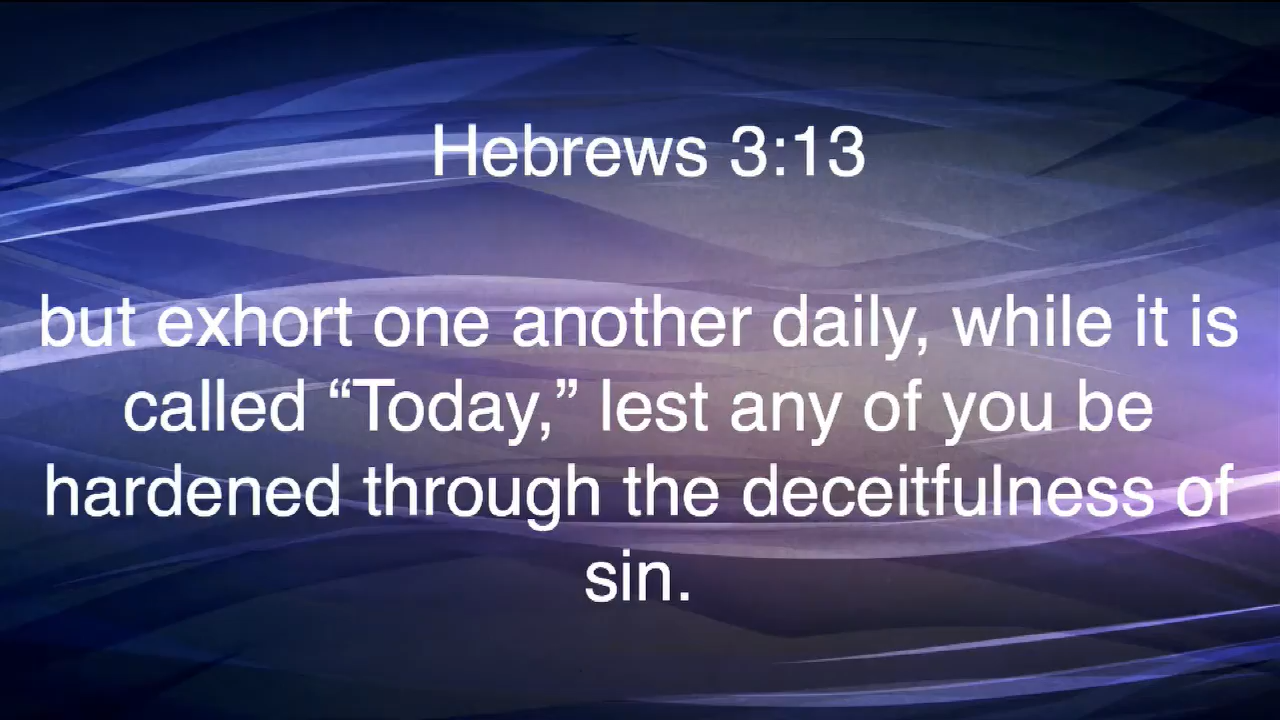 Hebrews 3:13
but exhort one another daily, while it is
called “Today,” lest any of you be
hardened through the deceitfulness of
sin.